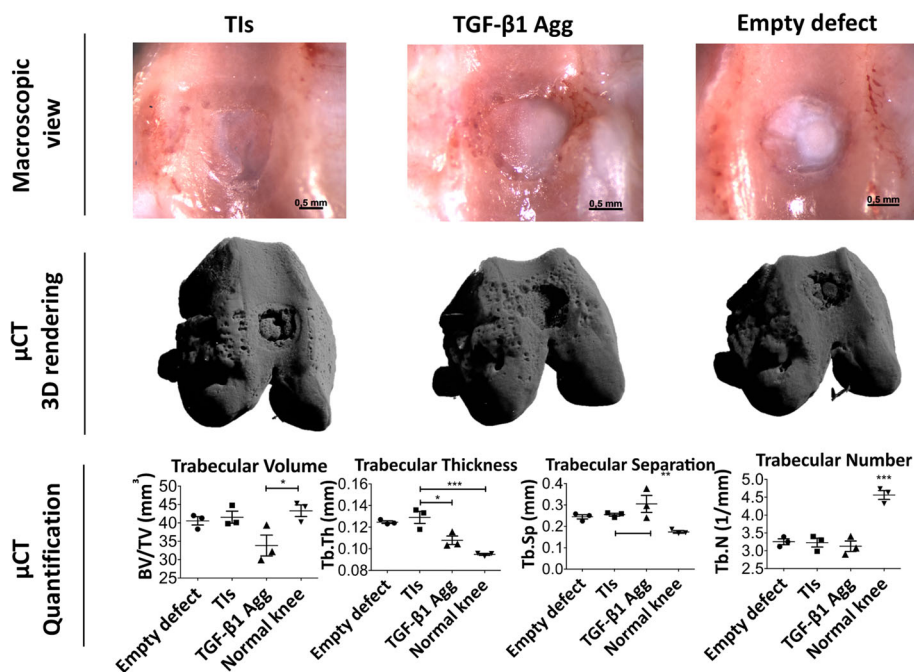 TIs
TGF-β1 Agg
Empty defect
Macroscopic
view
0,5 mm
0,5 mm
0,5 mm
µCT
3D rendering
µCT
Quantification
Trabecular Volume
BV/TV (mm³)
45
40
35
30
25
*
Empty defect
TIs
TGF-β1 Agg
Normal knee
Trabecular Thickness
Tb.Th (mm)
0.16
0.14
0.12
0.10
0.08
***
*
Empty defect
TIs
TGF-β1 Agg
Normal knee
Trabecular Separation
Tb.Sp (mm)
0.4
0.3
0.2
0.1
0.0
**
Empty defect
TIs
TGF-β1 Agg
Normal knee
Trabecular Number
Tb.N (1/mm)
5.0
4.5
4.0
3.5
3.0
2.5
***
Empty defect
TIs
TGF-β1 Agg
Normal knee